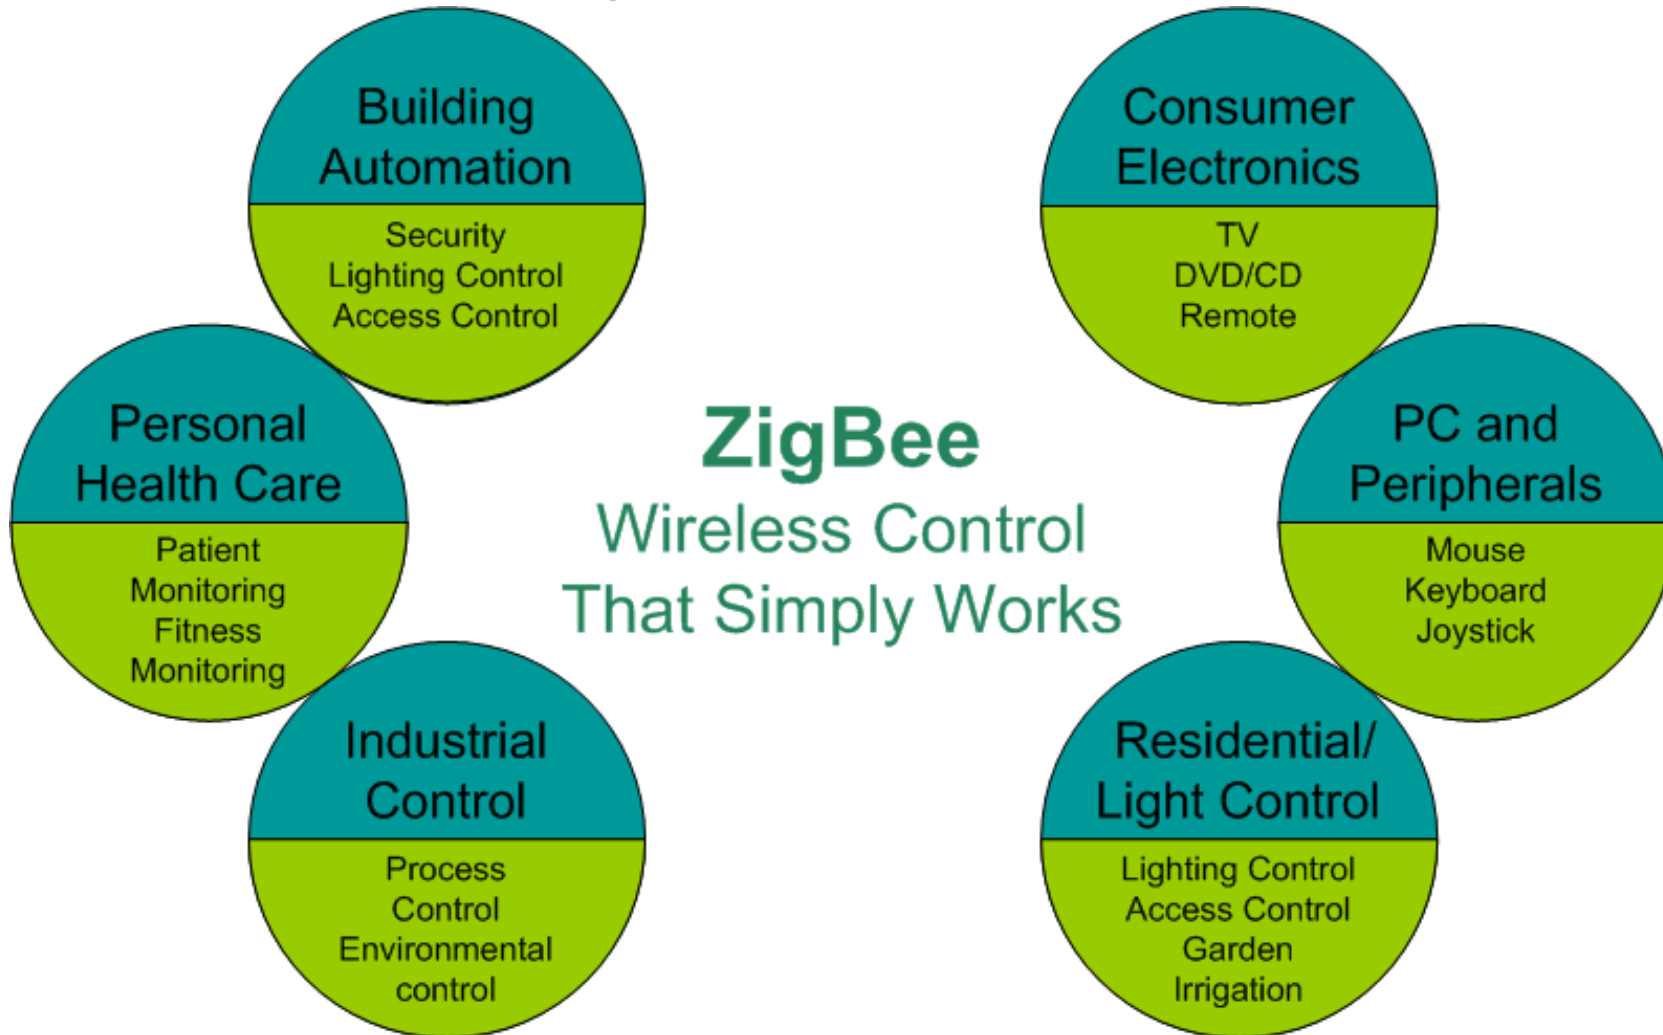 Building
Automation
Security
Lighting Control
Access Control
Consumer
Electronics
TV
DVD/CD
Remote
Personal
Health Care
Patient
Monitoring
Fitness
Monitoring
ZigBee
Wireless Control
That Simply Works
PC and
Peripherals
Mouse
Keyboard
Joystick
Industrial
Control
Process
Control
Environmental
control
Residential/
Light Control
Lighting Control
Access Control
Garden
Irrigation